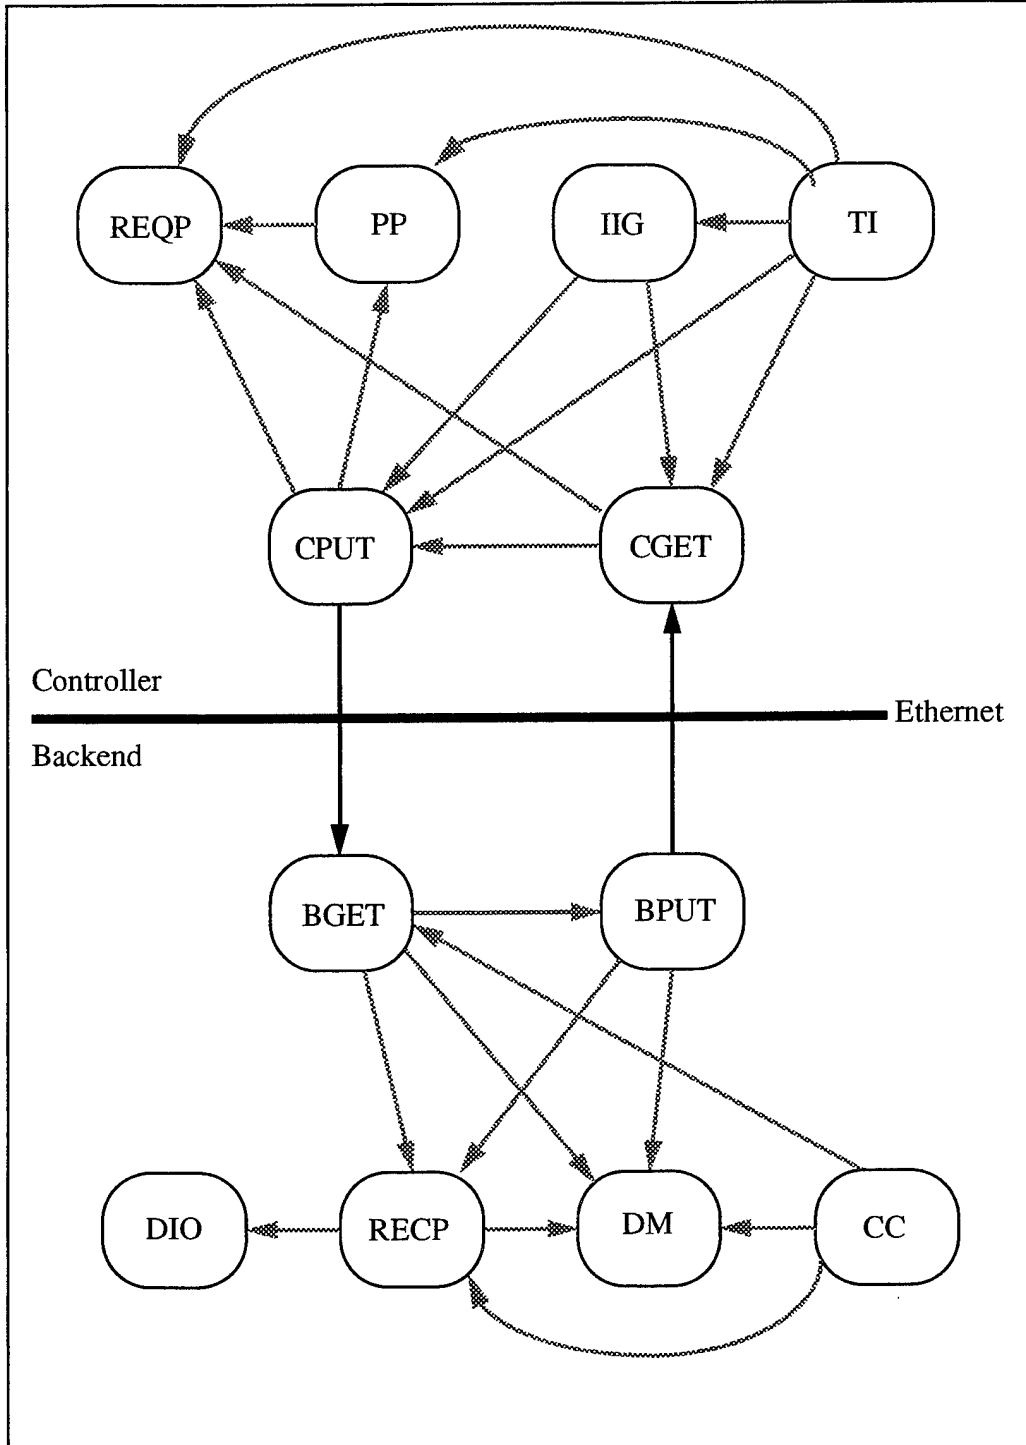 REQP
PP
IIG
TI
CPUT
CGET
Controller
Ethernet
Backend
BGET
BPUT
DIO
RECP
DM
CC